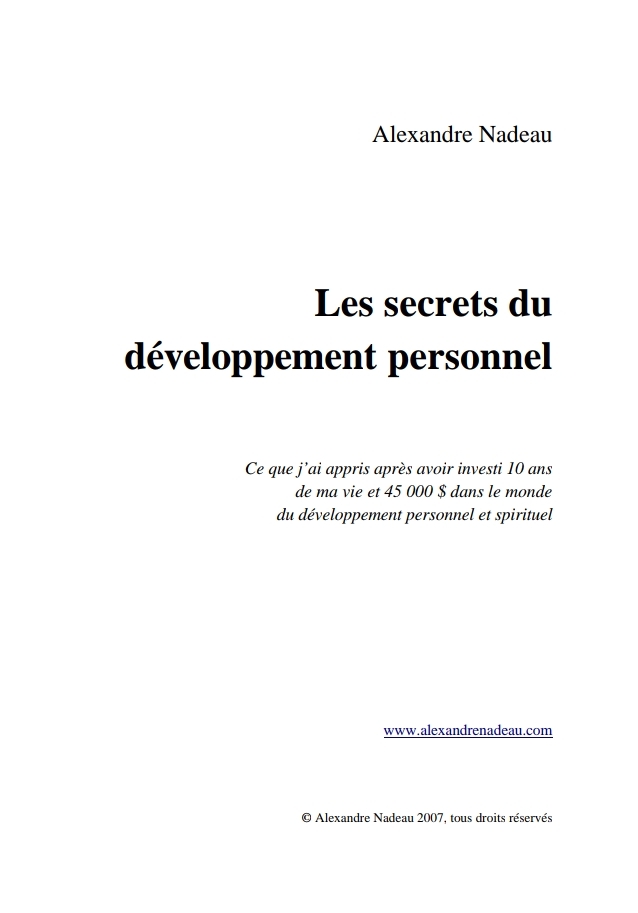 Alexandre Nadeau
Les secrets du
développement personnel
Ce que j’ai appris après avoir investi 10 ans
de ma vie et 45 000 $ dans le monde
du développement personnel et spirituel
www.alexandrenadeau.com
© Alexandre Nadeau 2007, tous droits réservés